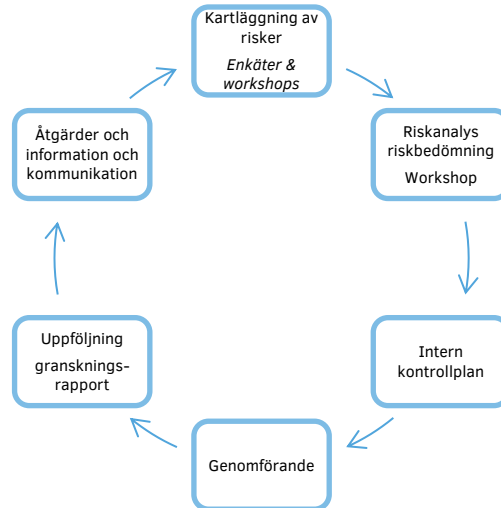 Kartläggning av
risker
Enkäter &
workshops
Riskanalys
riskbedömning
Workshop
Intern
kontrollplan
Genomförande
Uppföljning
gransknings-
rapport
Åtgärder och
information och
kommunikation